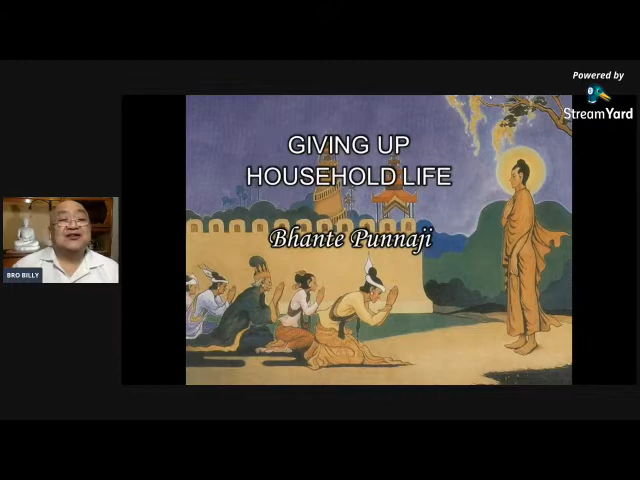 Powered by
StreamYard
GIVING UP
HOUSEHOLD LIFE
Bhante Punnaji
BRO BILLY